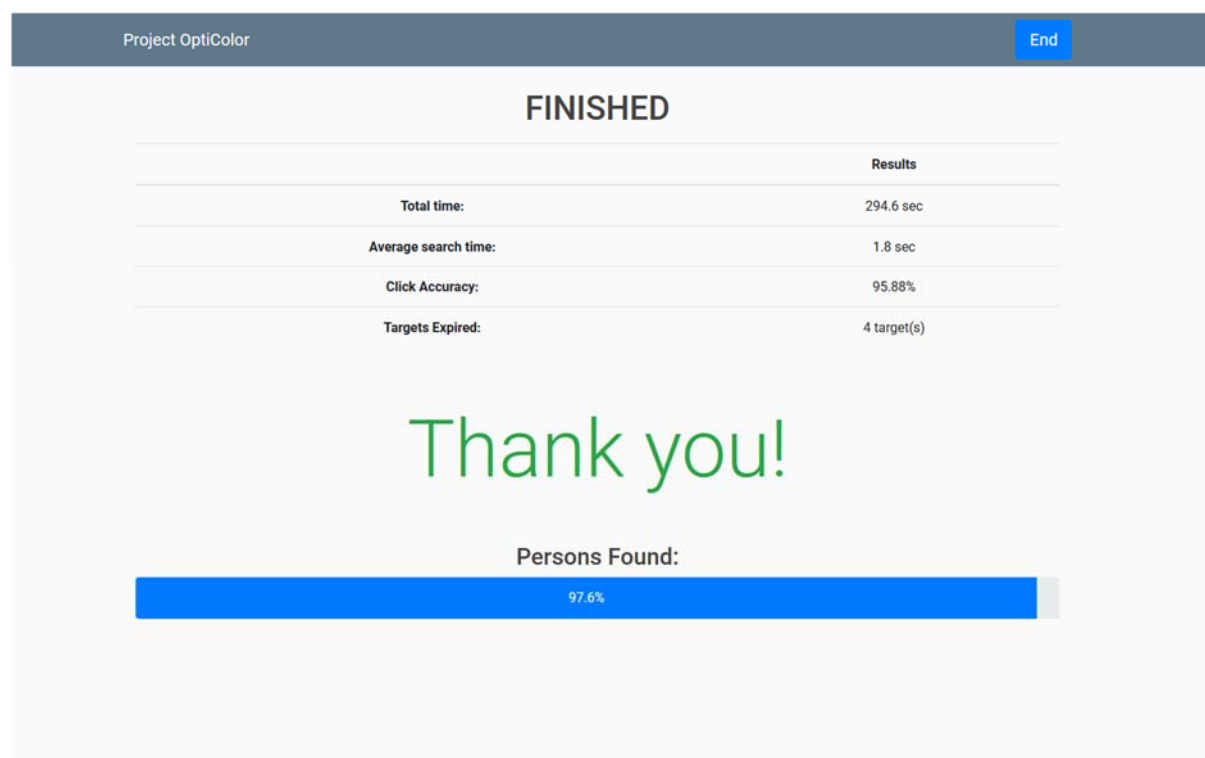 Project OptiColor End
FINISHED
Results
Total time: 294.6 sec
Average search time: 1.8 sec
Click Accuracy: 95.88%
Targets Expired: 4 target(s)
Thank you!
Persons Found:
97.6%